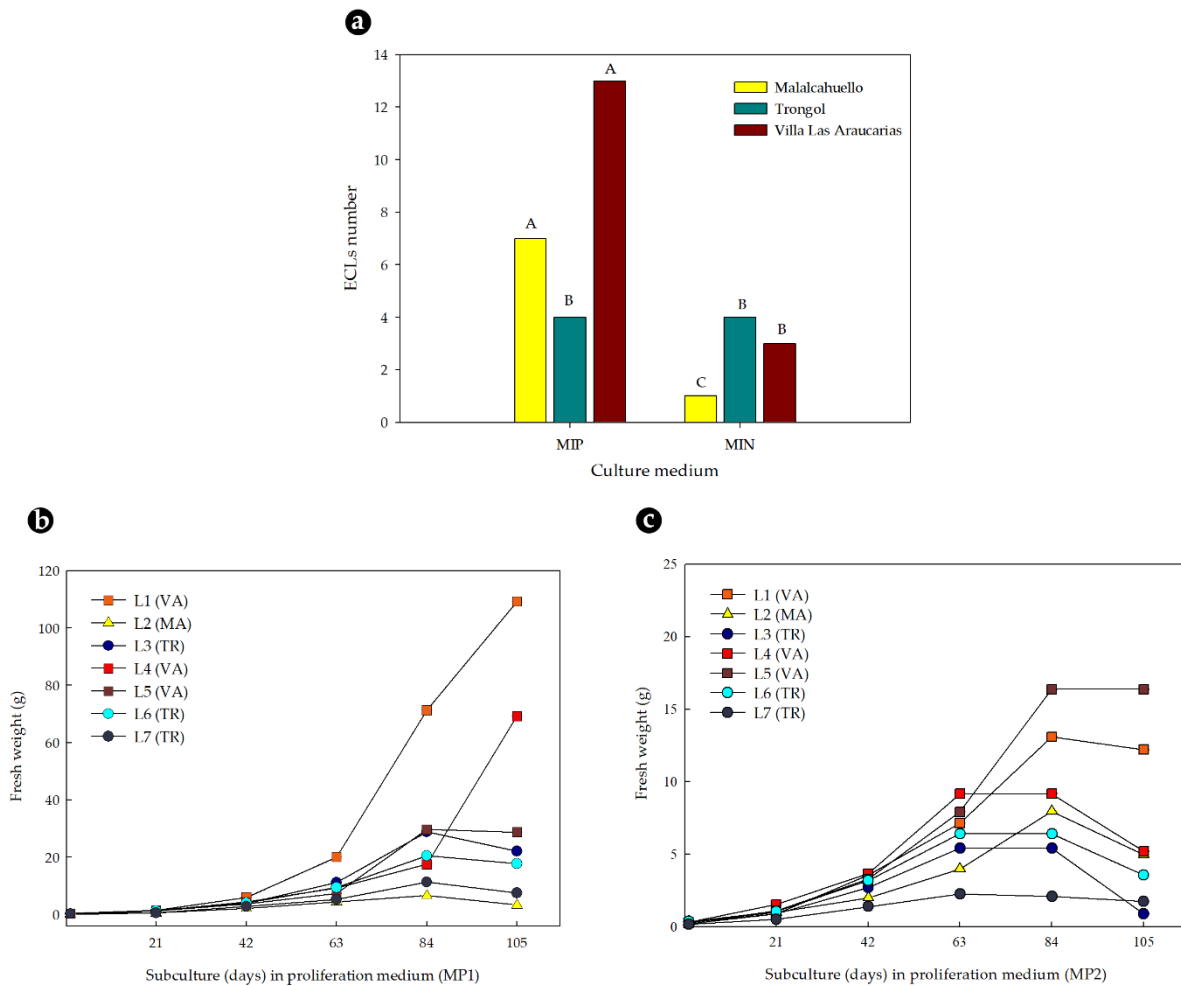 a
14
12
10
8
6
4
2
0
ECLs number
A
B
A
C
B
B
Malalcahuello
Trongol
Villa Las Araucarias
MIP
MIN
Culture medium
b
120
100
80
60
40
20
0
Fresh weight (g)
L1 (VA)
L2 (MA)
L3 (TR)
L4 (VA)
L5 (VA)
L6 (TR)
L7 (TR)
21 42 63 84 105
Subculture (days) in proliferation medium (MP1)
c
25
20
15
10
5
0
Fresh weight (g)
L1 (VA)
L2 (MA)
L3 (TR)
L4 (VA)
L5 (VA)
L6 (TR)
L7 (TR)
21 42 63 84 105
Subculture (days) in proliferation medium (MP2)